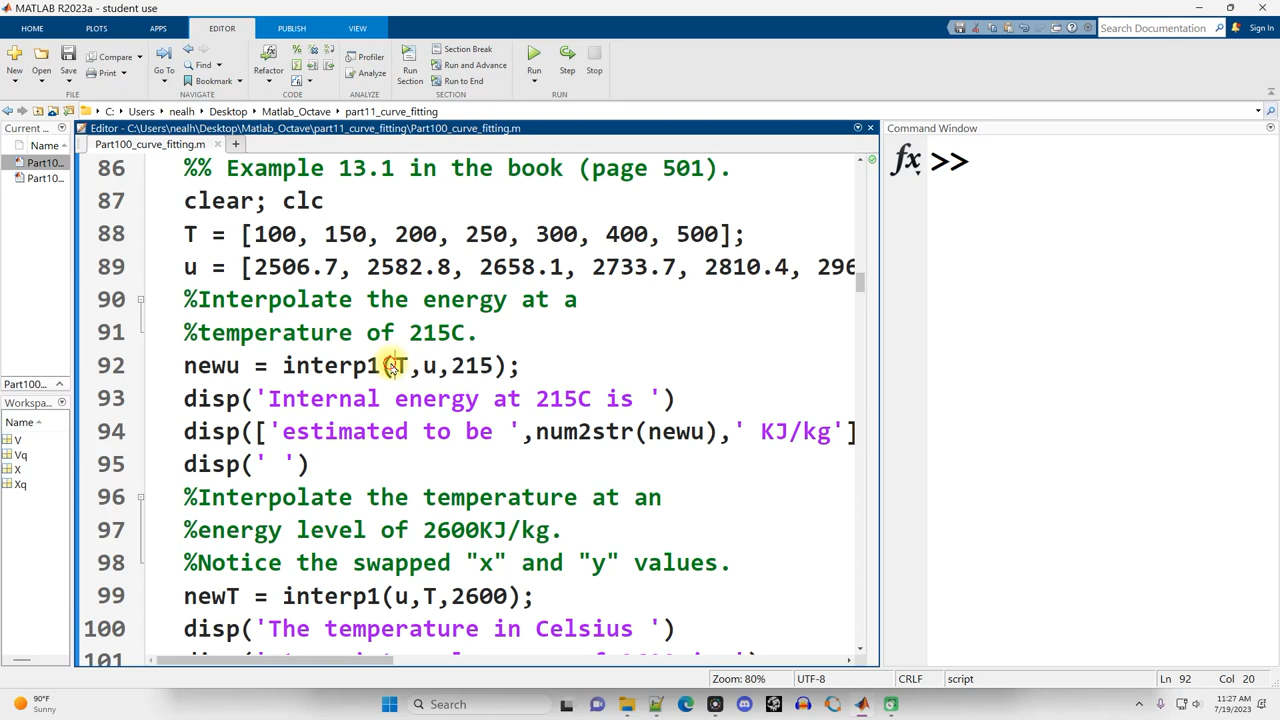 MATLAB R2023a - student use
HOME PLOTS APPS EDITOR PUBLISH VIEW Search Documentation Sign In
New Open Save Compare Print Go To Find Bookmark Refactor Profiler Analyze Run Section Section Break Run and Advance Run to End Run Step Stop
FILE NAVIGATE CODE ANALYZE SECTION RUN
C: Users nealh Desktop Matlab_Octave part11_curve_fitting
Current ... Editor - C:\Users\nealh\Desktop\Matlab_Octave\part11_curve_fitting\Part100_curve_fitting.m Command Window
Name Part100_curve_fitting.m
Part10...
Part10...
fx >>
86 %% Example 13.1 in the book (page 501).
87 clear; clc
88 T = [100, 150, 200, 250, 300, 400, 500];
89 u = [2506.7, 2582.8, 2658.1, 2733.7, 2810.4, 296
90 %Interpolate the energy at a
91 %temperature of 215C.
92 newu = interp1(T,u,215);
93 disp('Internal energy at 215C is ')
94 disp(['estimated to be ',num2str(newu),' KJ/kg']
95 disp(' ')
96 %Interpolate the temperature at an
97 %energy level of 2600KJ/kg.
98 %Notice the swapped "x" and "y" values.
99 newT = interp1(u,T,2600);
100 disp('The temperature in Celsius ')
101
Part100...
Workspa...
Name
V
Vq
X
Xq
Zoom: 80% UTF-8 CRLF script Ln 92 Col 20
90°F
Sunny
Search
11:27 AM
7/19/2023